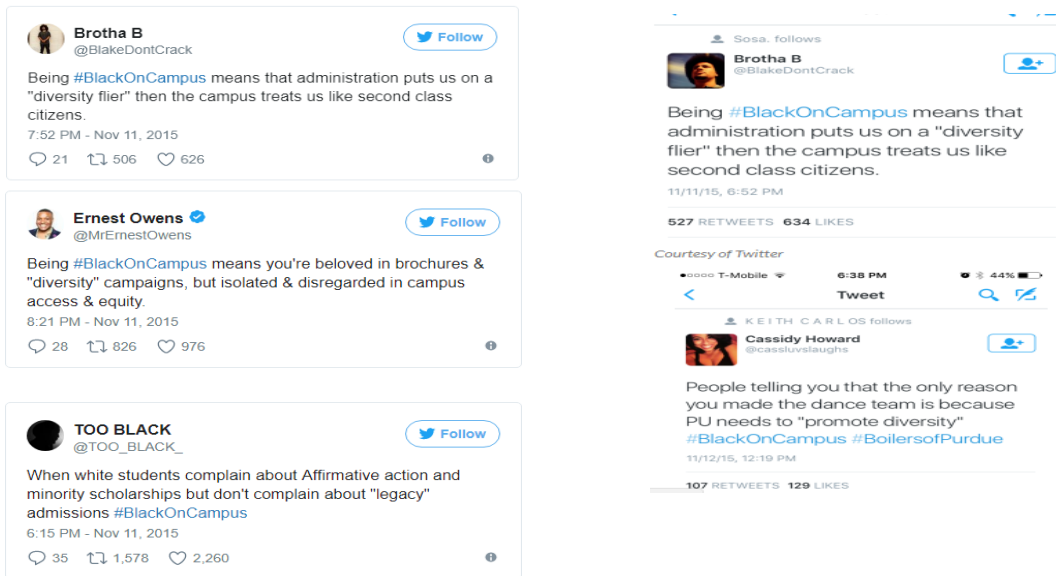 Brotha B
@BlakeDontCrack
Follow
Being #BlackOnCampus means that administration puts us on a
"diversity flier" then the campus treats us like second class
citizens.
7:52 PM - Nov 11, 2015
21 506 626
Ernest Owens
@MrErnestOwens
Follow
Being #BlackOnCampus means you're beloved in brochures &
"diversity" campaigns, but isolated & disregarded in campus
access & equity.
8:21 PM - Nov 11, 2015
28 826 976
TOO BLACK
@TOO_BLACK_
Follow
When white students complain about Affirmative action and
minority scholarships but don't complain about "legacy"
admissions #BlackOnCampus
6:15 PM - Nov 11, 2015
35 1,578 2,260
Sosa. follows
Brotha B
@BlakeDontCrack
Being #BlackOnCampus means that
administration puts us on a "diversity
flier" then the campus treats us like
second class citizens.
11/11/15, 6:52 PM
527 RETWEETS 634 LIKES
Courtesy of Twitter
T-Mobile 6:38 PM 44%
Tweet
K E I T H C A R L O S follows
Cassidy Howard
@cassluvslaughs
People telling you that the only reason
you made the dance team is because
PU needs to "promote diversity"
#BlackOnCampus #BoilersofPurdue
11/12/15, 12:19 PM
107 RETWEETS 129 LIKES